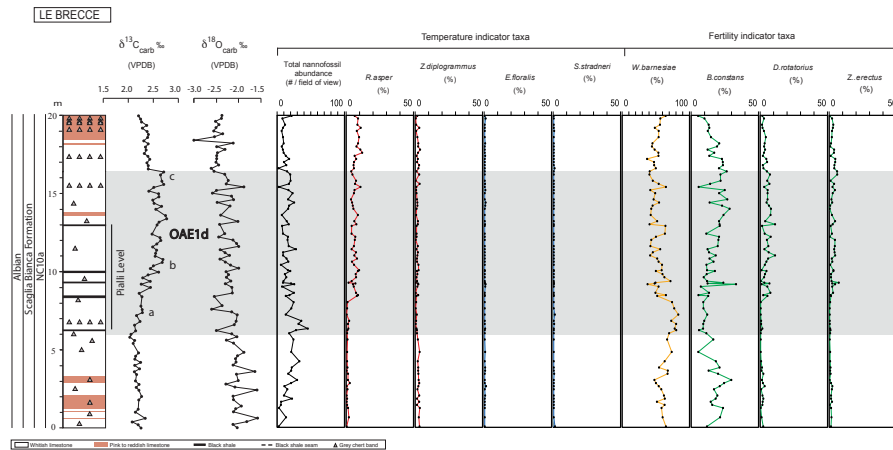 LE BRECCE
Temperature indicator taxa
Fertility indicator taxa
δ13Ccarb ‰
(VPDB)
δ18Ocarb ‰
(VPDB)
Total nannofossil
abundance
(# / field of view)
R.asper
(%)
Z.diplogrammus
(%)
E.floralis
(%)
S.stradneri
(%)
W.barnesiae
(%)
B.constans
(%)
D.rotatorius
(%)
Z.erectus
(%)
m
1.5 2.0 2.5 3.0
-3.0 -2.5 -2.0 -1.5
0 100
0 50
0 50
0 50
0 50
0 100
0 50
0 50
0 50
20
15
10
5
0
Albian
Scaglia Bianca Formation
NC10a
Pialli Level
OAE1d
c
b
a
Whitish limestone
Pink to reddish limestone
Black shale
Black shale seam
Grey chert band